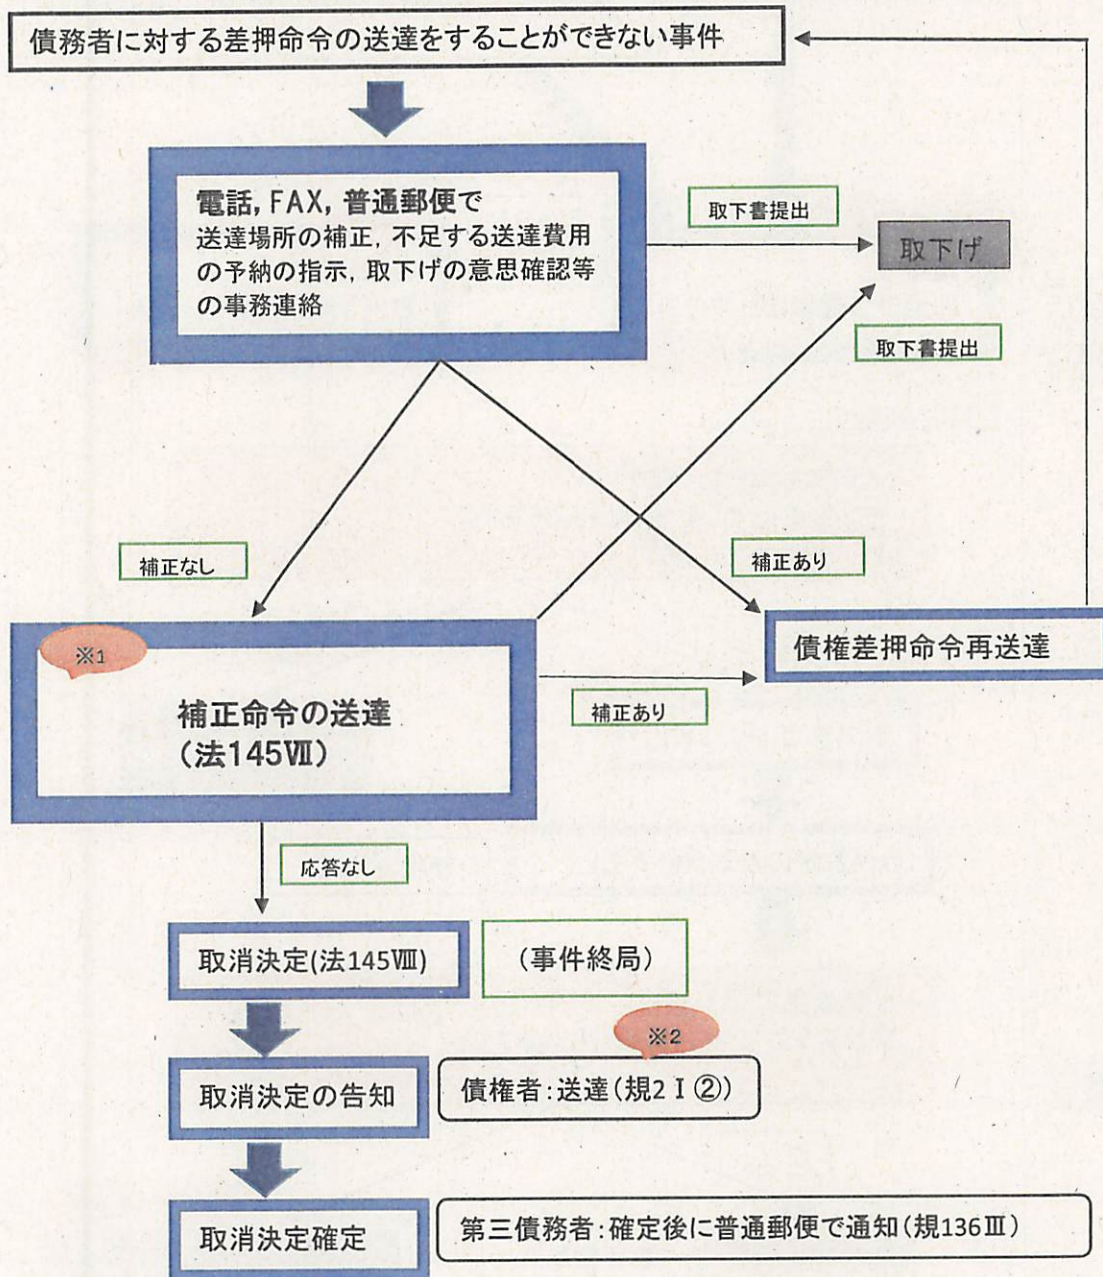 債務者に対する差押命令の送達をすることができない事件
電話，FAX，普通郵便で
送達場所の補正，不足する送達費用
の予納の指示，取下げの意思確認等
の事務連絡
取下書提出
取下げ
取下書提出
補正なし
補正あり
※1
補正命令の送達
（法145Ⅶ）
債権差押命令再送達
補正あり
応答なし
取消決定(法145Ⅷ)
（事件終局）
※2
取消決定の告知
債権者：送達（規2Ⅰ②）
取消決定確定
第三債務者：確定後に普通郵便で通知（規136Ⅲ）